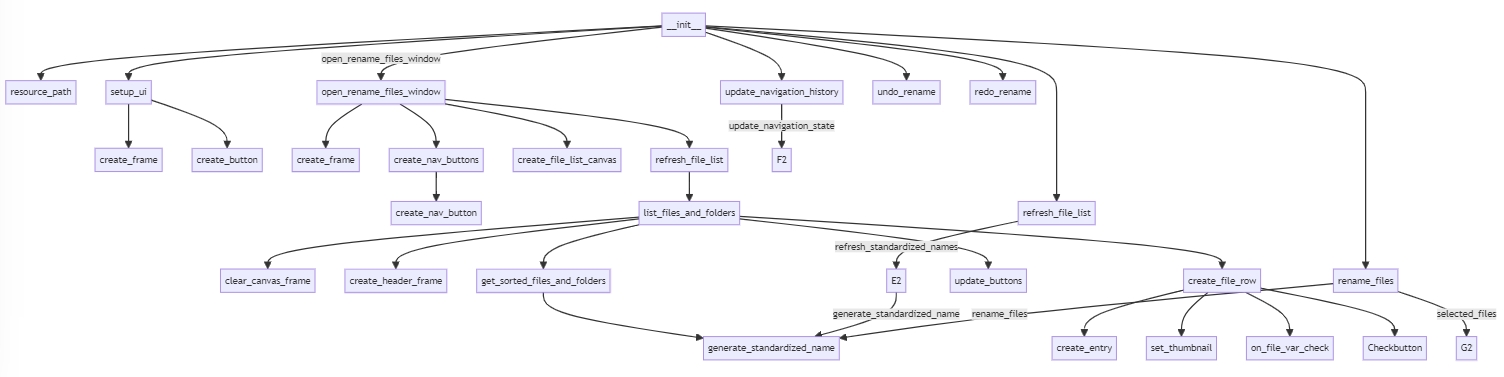 __init__
open_rename_files_window
resource_path
setup_ui
open_rename_files_window
update_navigation_history
undo_rename
redo_rename
update_navigation_state
create_frame
create_button
create_frame
create_nav_buttons
create_file_list_canvas
refresh_file_list
F2
create_nav_button
list_files_and_folders
refresh_file_list
refresh_standardized_names
clear_canvas_frame
create_header_frame
get_sorted_files_and_folders
E2
update_buttons
create_file_row
rename_files
generate_standardized_name
rename_files
selected_files
generate_standardized_name
create_entry
set_thumbnail
on_file_var_check
Checkbutton
G2